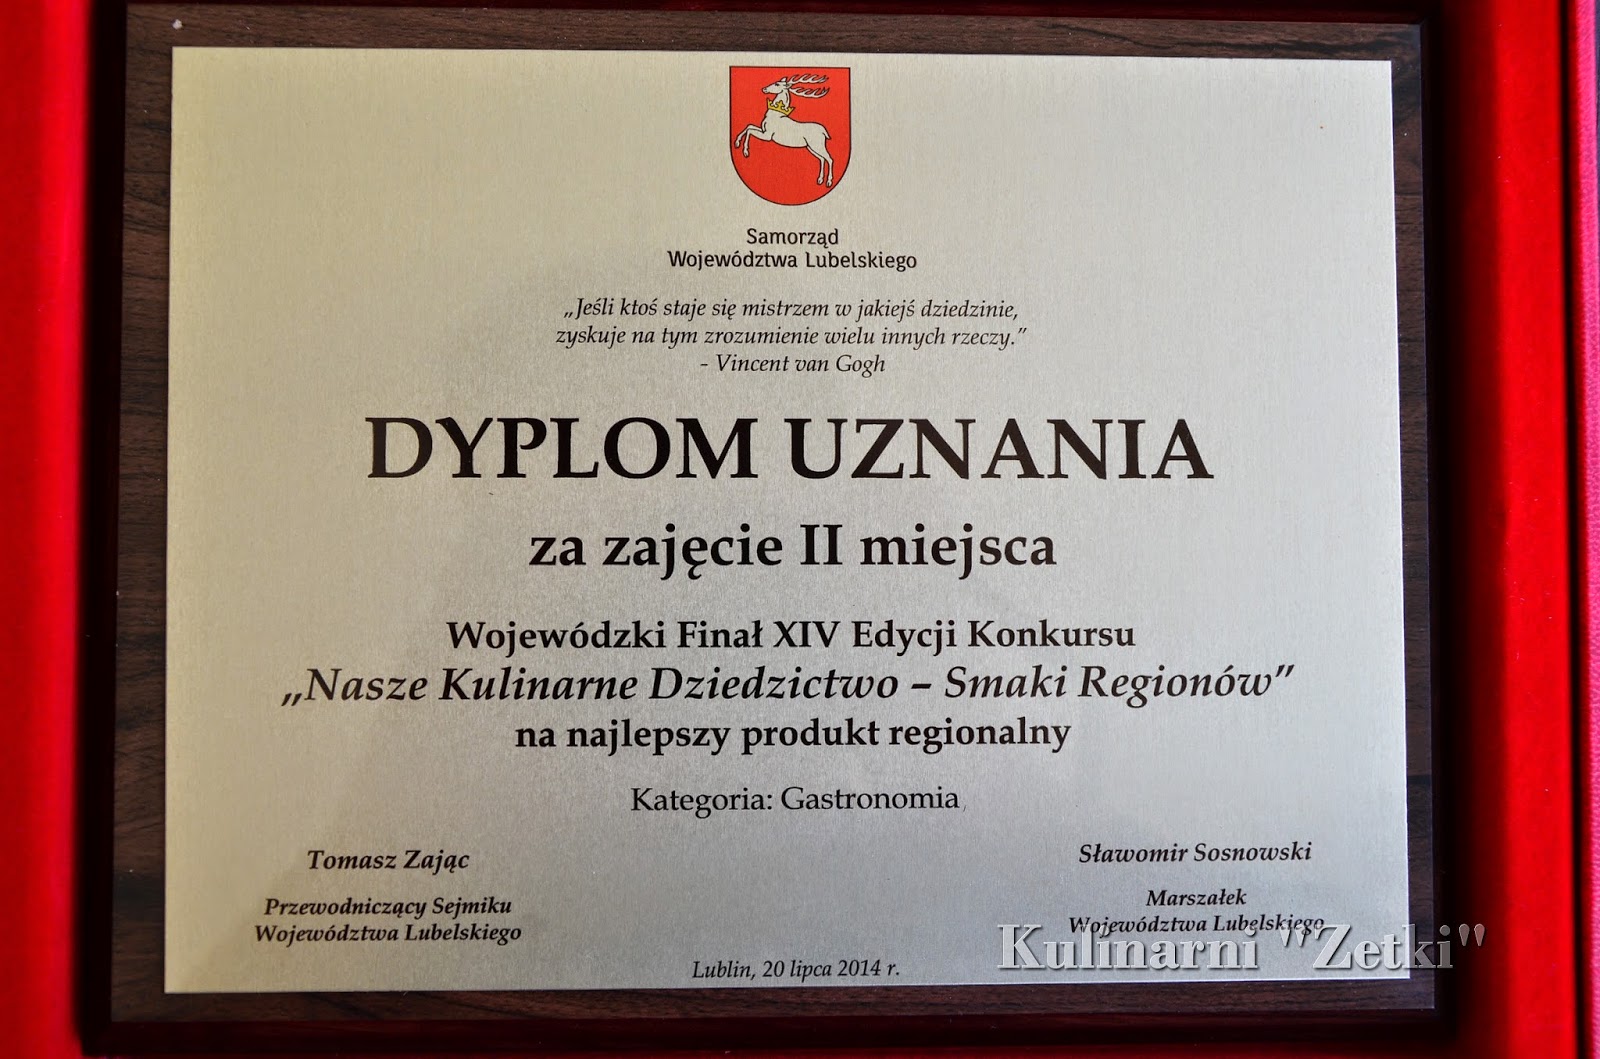 Samorząd
Województwa Lubelskiego
„Jeśli ktoś staje się mistrzem w jakiejś dziedzinie,
zyskuje na tym zrozumienie wielu innych rzeczy.”
- Vincent van Gogh
DYPLOM UZNANIA
za zajęcie II miejsca
Wojewódzki Finał XIV Edycji Konkursu
„Nasze Kulinarne Dziedzictwo – Smaki Regionów”
na najlepszy produkt regionalny
Kategoria: Gastronomia
Tomasz Zając
Przewodniczący Sejmiku
Województwa Lubelskiego
Sławomir Sosnowski
Marszałek
Województwa Lubelskiego
Lublin, 20 lipca 2014 r.
Kulinarni "Zetki"